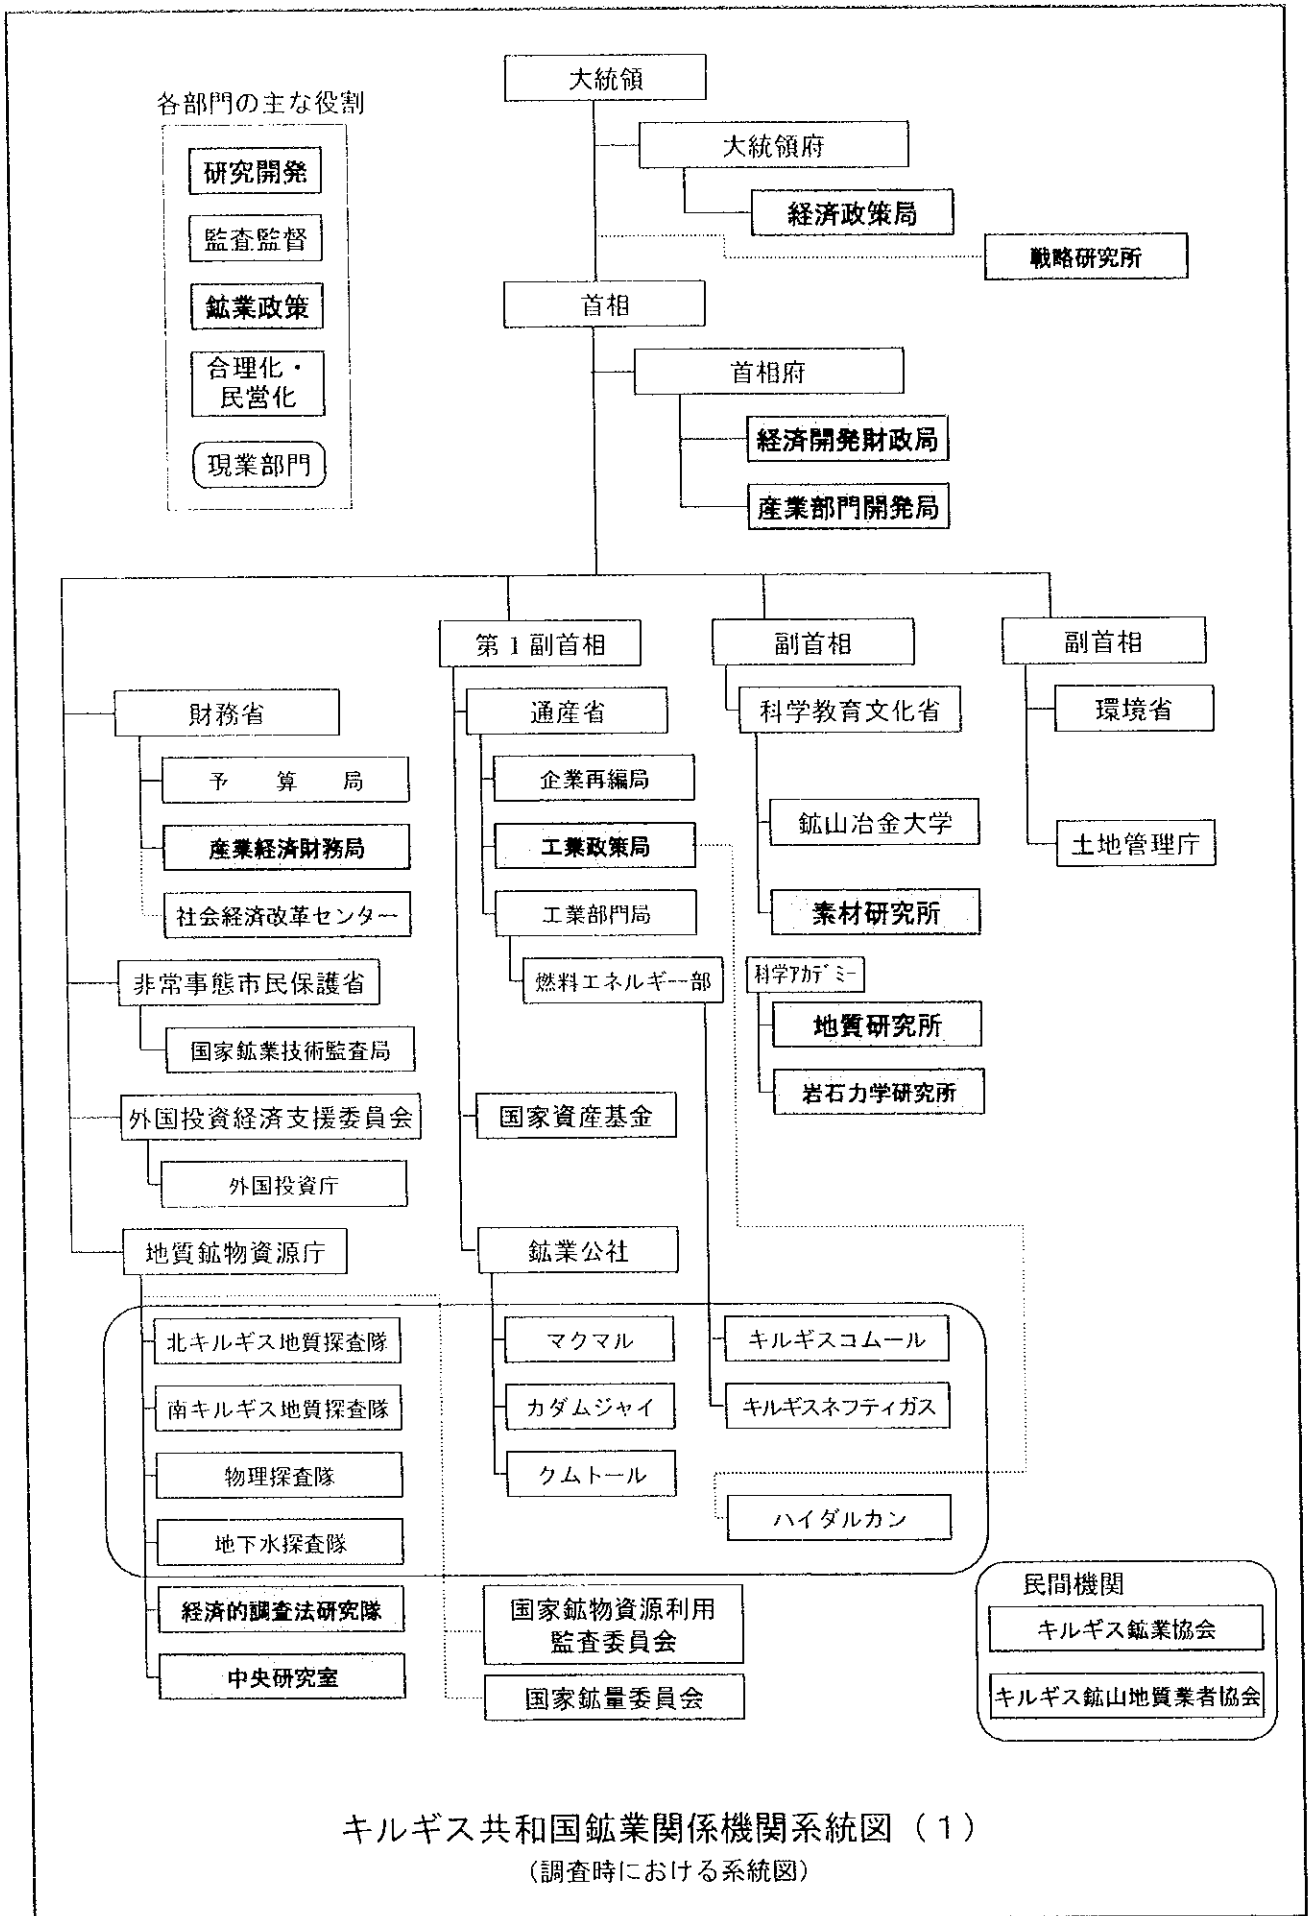 大統領
各部門の主な役割
研究開発
監査監督
鉱業政策
合理化・
民営化
現業部門
大統領府
経済政策局
戦略研究所
首相
首相府
経済開発財政局
産業部門開発局
第1副首相
副首相
副首相
財務省
予算局
産業経済財務局
社会経済改革センター
非常事態市民保護省
国家鉱業技術監査局
外国投資経済支援委員会
外国投資庁
地質鉱物資源庁
北キルギス地質探査隊
南キルギス地質探査隊
物理探査隊
地下水探査隊
経済的調査法研究隊
中央研究室
通産省
企業再編局
工業政策局
工業部門局
燃料エネルギー部
国家資産基金
鉱業公社
マクマル
カダムジャイ
クムトール
キルギスコムール
キルギスネフティガス
ハイダルカン
国家鉱物資源利用
監査委員会
国家鉱量委員会
科学教育文化省
鉱山冶金大学
素材研究所
科学アカデミー
地質研究所
岩石力学研究所
環境省
土地管理庁
民間機関
キルギス鉱業協会
キルギス鉱山地質業者協会
キルギス共和国鉱業関係機関系統図（1）
(調査時における系統図)